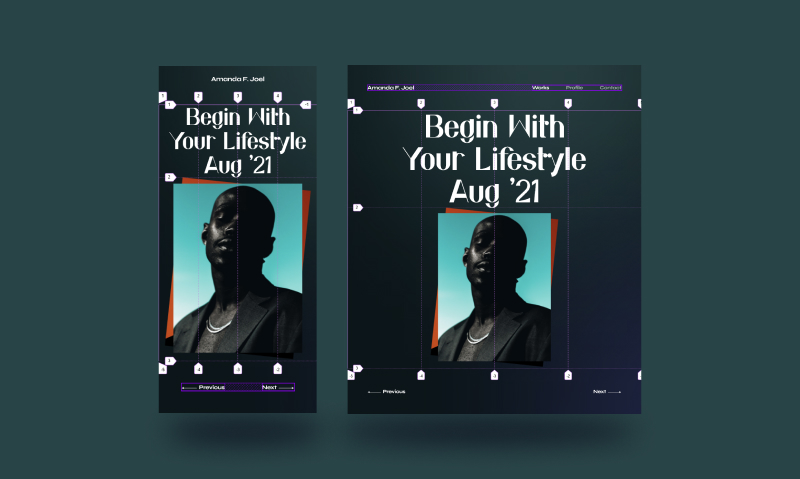 Amanda F. Joel
Begin With
Your Lifestyle
Aug '21
Previous
Next
Amanda F. Joel
Works
Profile
Contact
Begin With
Your Lifestyle
Aug '21
Previous
Next